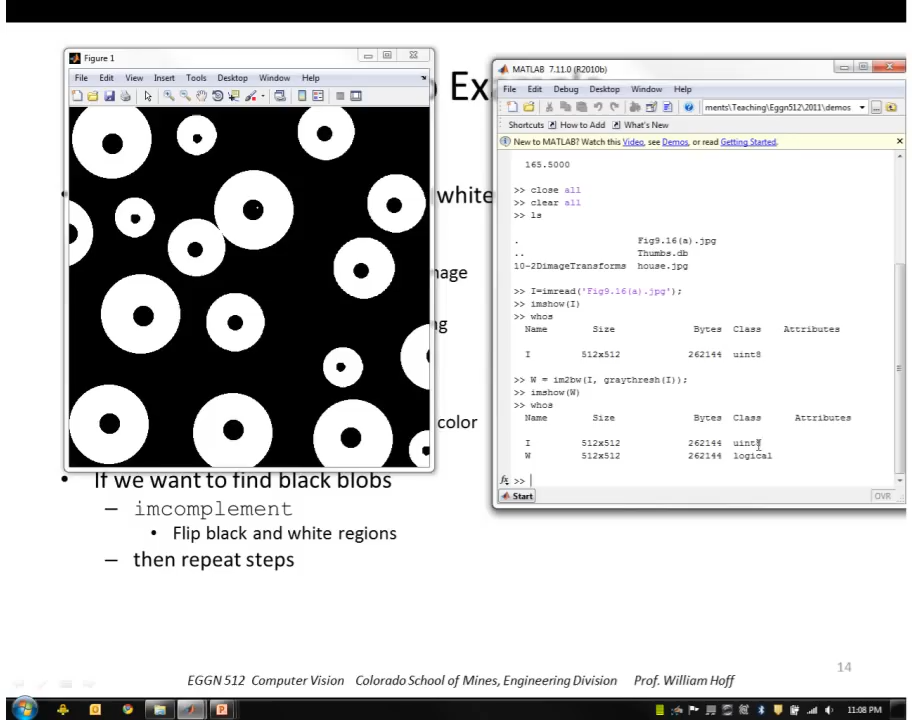 Figure 1
File Edit View Insert Tools Desktop Window Help
Ex
white
nage
ng
color
• If we want to find black blobs
– imcomplement
• Flip black and white regions
– then repeat steps
MATLAB 7.11.0 (R2010b)
File Edit Debug Desktop Window Help
ments\Teaching\Eggn512\2011\demos
Shortcuts How to Add What's New
New to MATLAB? Watch this Video, see Demos, or read Getting Started.
165.5000
>> close all
>> clear all
>> ls
. Fig9.16(a).jpg
.. Thumbs.db
10-2DimageTransforms house.jpg
>> I=imread('Fig9.16(a).jpg');
>> imshow(I)
>> whos
Name Size Bytes Class Attributes
I 512x512 262144 uint8
>> W = im2bw(I, graythresh(I));
>> imshow(W)
>> whos
Name Size Bytes Class Attributes
I 512x512 262144 uint8
W 512x512 262144 logical
fx >>
Start
OVR
14
EGGN 512 Computer Vision Colorado School of Mines, Engineering Division Prof. William Hoff
11:08 PM